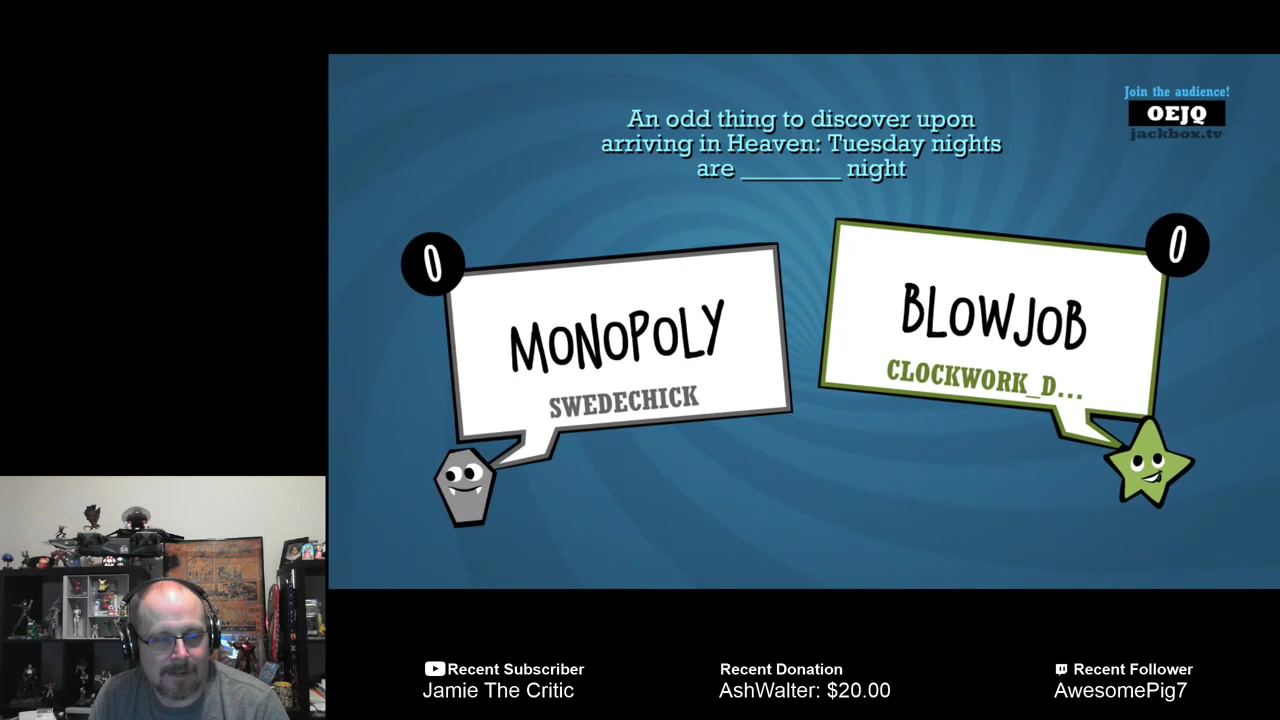 Join the audience!
OEJQ
jackbox.tv
An odd thing to discover upon
arriving in Heaven: Tuesday nights
are ________ night
0
0
MONOPOLY
SWEDECHICK
BLOWJOB
CLOCKWORK_D...
Recent Subscriber
Jamie The Critic
Recent Donation
AshWalter: $20.00
Recent Follower
AwesomePig7